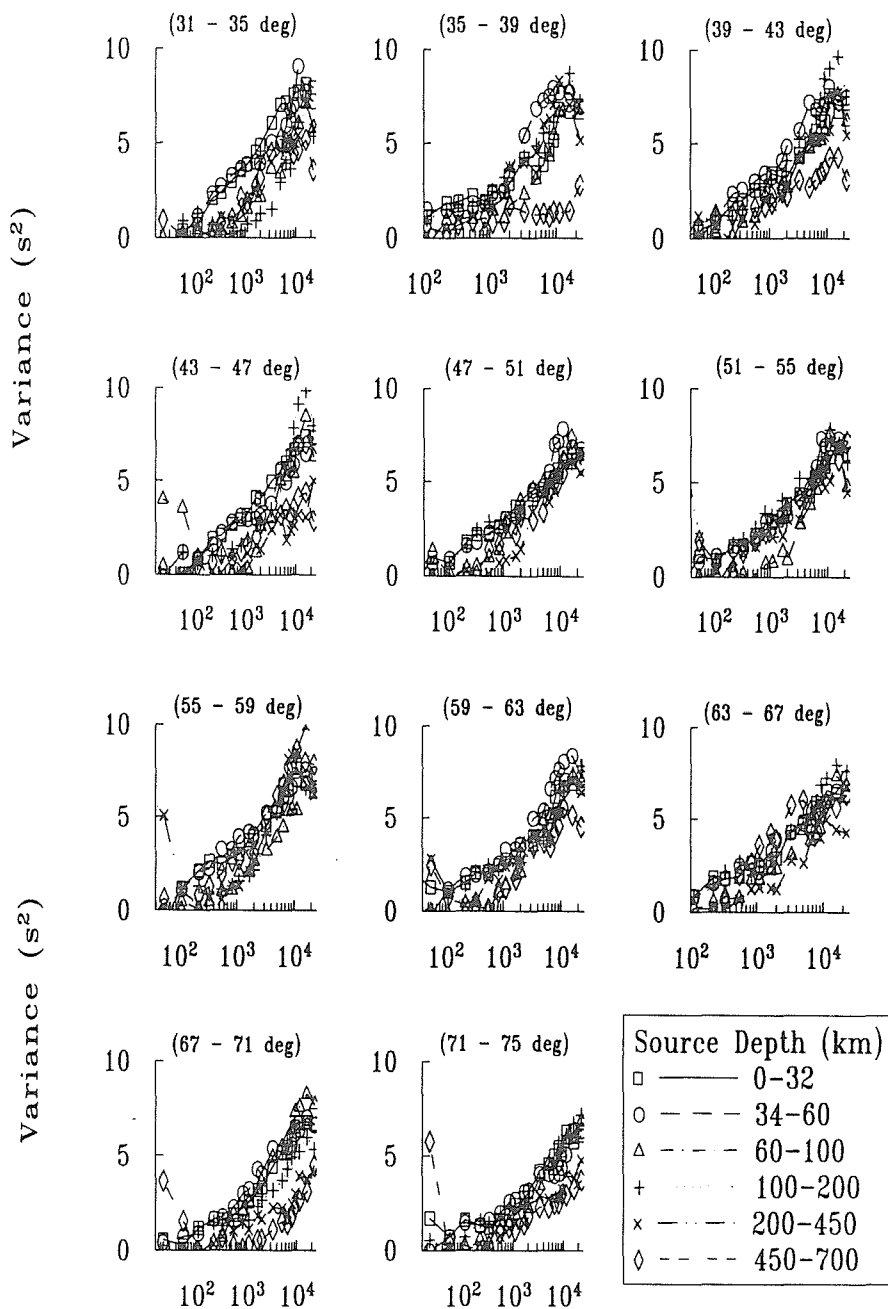 (31 – 35 deg) (35 – 39 deg) (39 – 43 deg)
10 10 10
5 5 5
0 0 0
10² 10³ 10⁴ 10² 10³ 10⁴ 10² 10³ 10⁴
Variance (s²)
(43 – 47 deg) (47 – 51 deg) (51 – 55 deg)
10 10 10
5 5 5
0 0 0
10² 10³ 10⁴ 10² 10³ 10⁴ 10² 10³ 10⁴
(55 – 59 deg) (59 – 63 deg) (63 – 67 deg)
10 10 10
5 5 5
0 0 0
10² 10³ 10⁴ 10² 10³ 10⁴ 10² 10³ 10⁴
Variance (s²)
(67 – 71 deg) (71 – 75 deg)
10 10
5 5
0 0
10² 10³ 10⁴ 10² 10³ 10⁴
Source Depth (km)
0–32
34–60
60–100
100–200
200–450
450–700